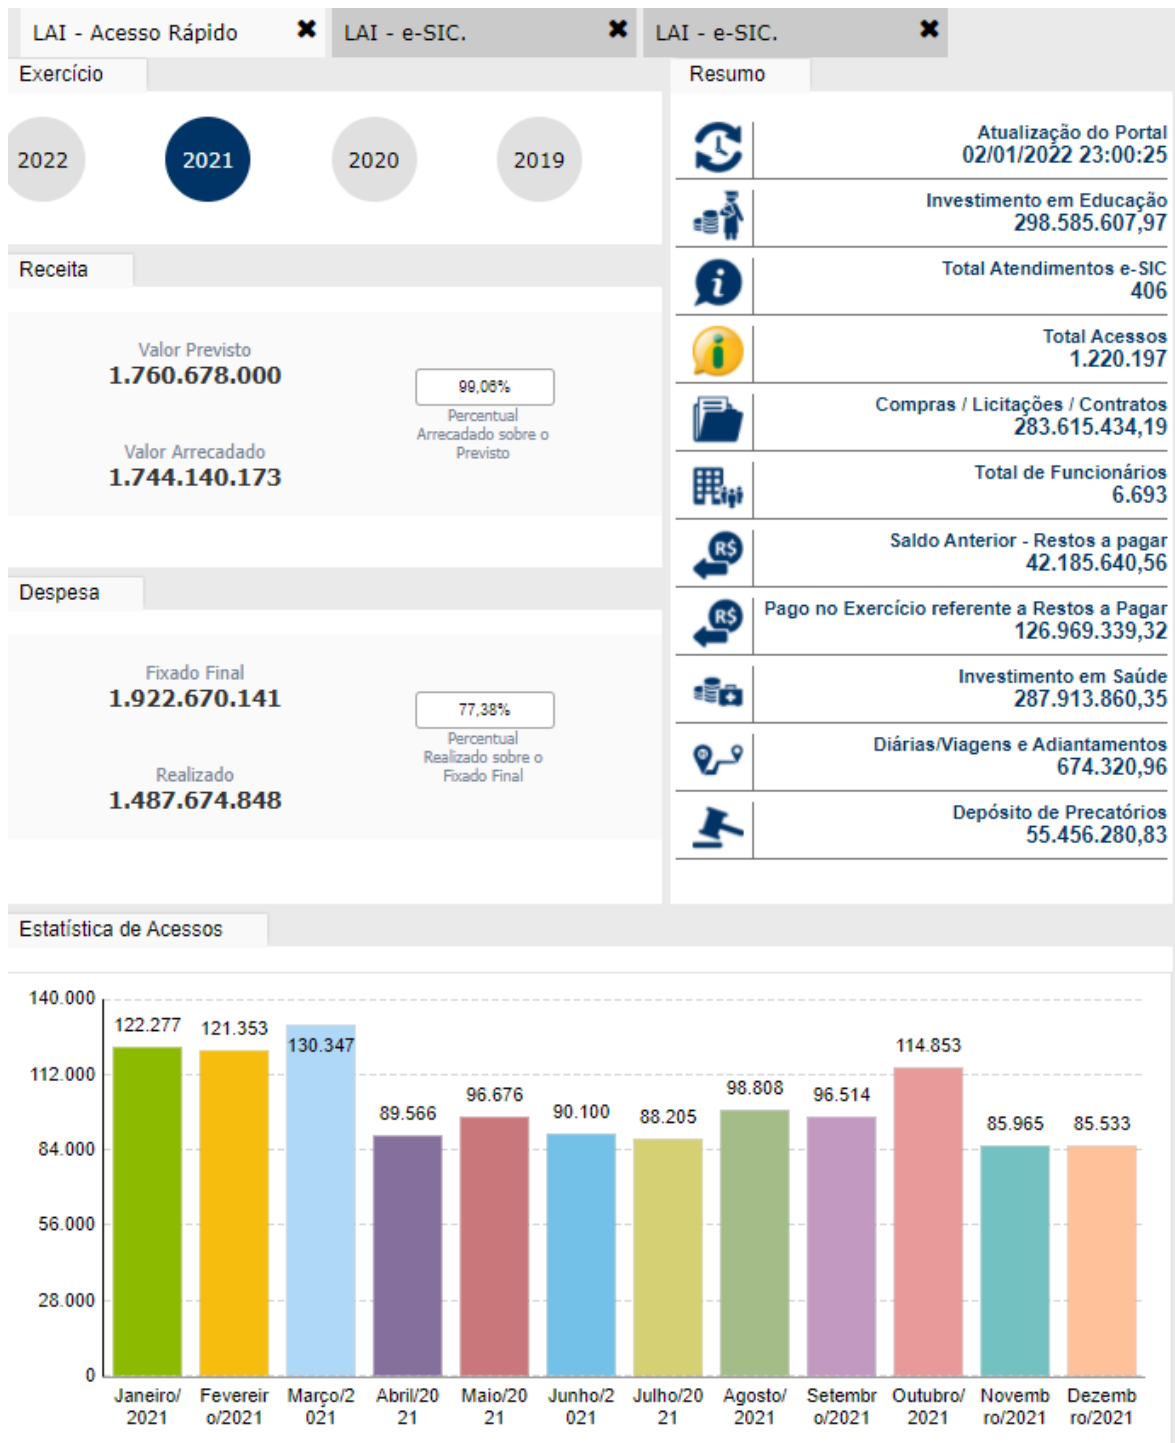 LAI - Acesso Rápido ✖ LAI - e-SIC. ✖ LAI - e-SIC. ✖
Exercício
2022 2021 2020 2019
Receita
Valor Previsto
1.760.678.000
Valor Arrecadado
1.744.140.173
99,06%
Percentual
Arrecadado sobre o
Previsto
Despesa
Fixado Final
1.922.670.141
Realizado
1.487.674.848
77,38%
Percentual
Realizado sobre o
Fixado Final
Resumo
Atualização do Portal
02/01/2022 23:00:25
Investimento em Educação
298.585.607,97
Total Atendimentos e-SIC
406
Total Acessos
1.220.197
Compras / Licitações / Contratos
283.615.434,19
Total de Funcionários
6.693
R$
Saldo Anterior - Restos a pagar
42.185.640,56
R$
Pago no Exercício referente a Restos a Pagar
126.969.339,32
Investimento em Saúde
287.913.860,35
Diárias/Viagens e Adiantamentos
674.320,96
Depósito de Precatórios
55.456.280,83
Estatística de Acessos
140.000
112.000
84.000
56.000
28.000
0
122.277 121.353 130.347 89.566 96.676 90.100 88.205 98.808 96.514 114.853 85.965 85.533
Janeiro/ Fevereir Março/2 Abril/20 Maio/20 Junho/2 Julho/20 Agosto/ Setembr Outubro/ Novemb Dezemb
2021 o/2021 021 21 21 021 21 2021 o/2021 2021 ro/2021 ro/2021